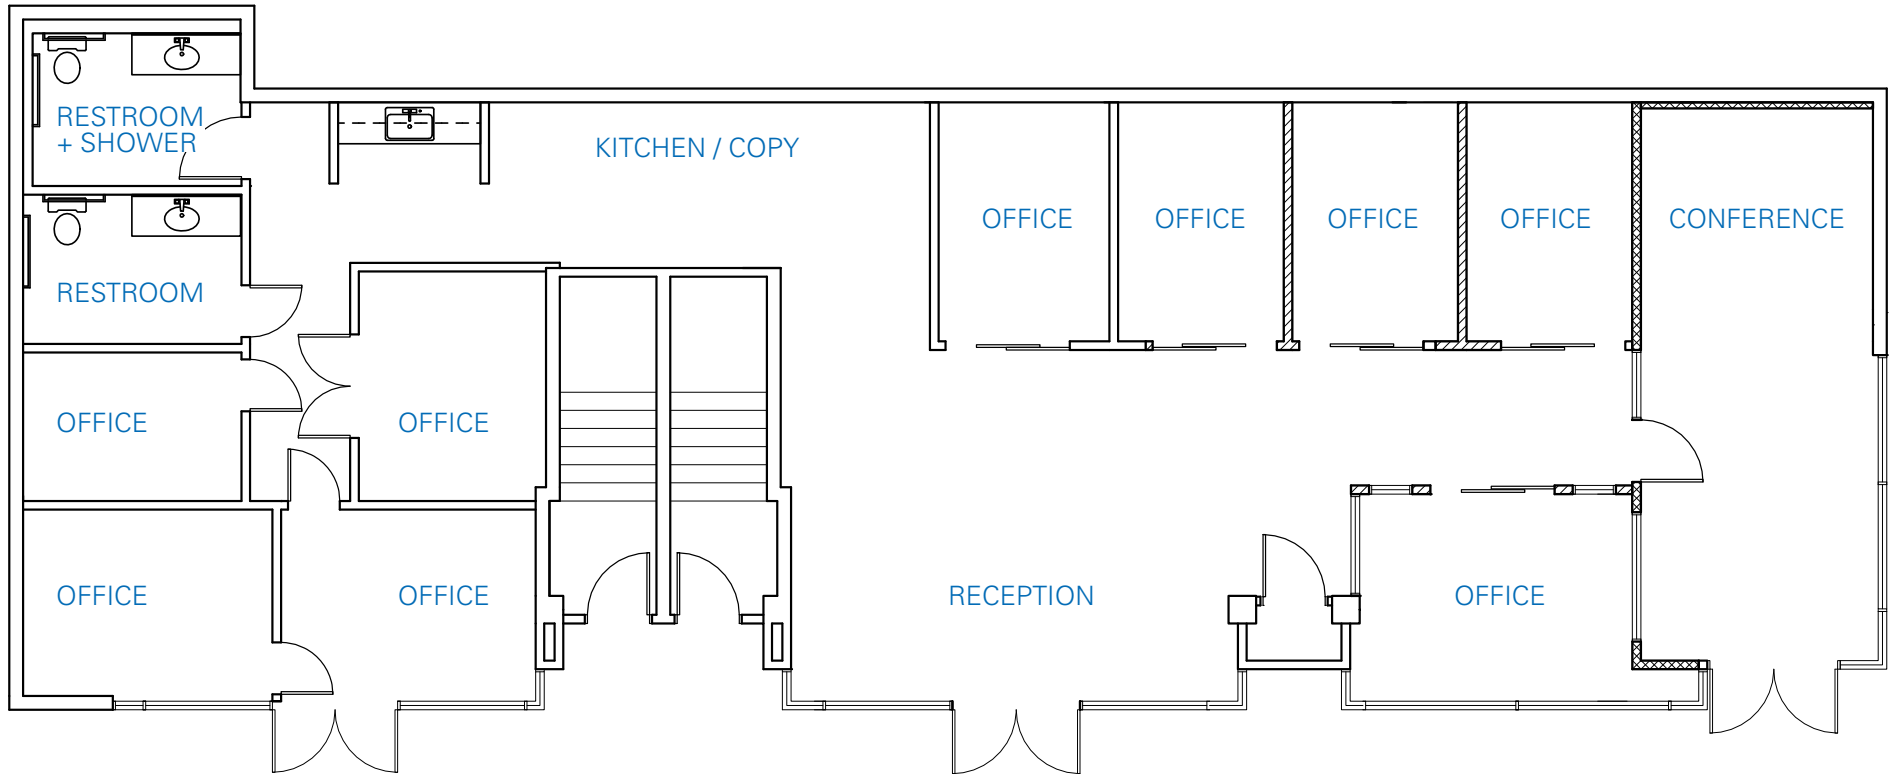 RESTROOM
+ SHOWER
KITCHEN / COPY
OFFICE
OFFICE
OFFICE
OFFICE
CONFERENCE
RESTROOM
OFFICE
OFFICE
OFFICE
OFFICE
RECEPTION
OFFICE